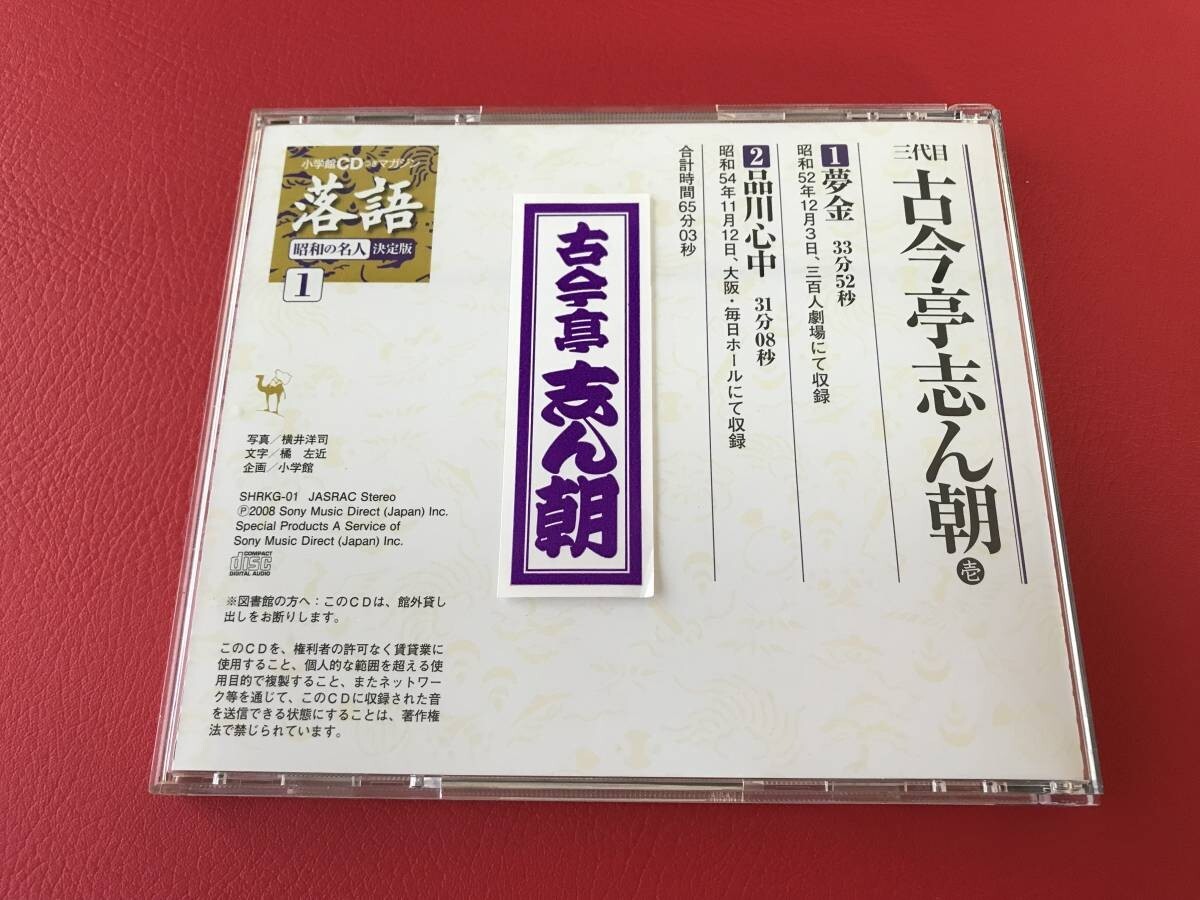 三代目 古今亭志ん朝 壱
1 夢金 33分52秒
昭和52年12月3日、三百人劇場にて収録
2 品川心中 31分08秒
昭和54年11月12日、大阪・毎日ホールにて収録
合計時間65分03秒
古今亭志ん朝
小学館CDつきマガジン
落語
昭和の名人 決定版
1
写真／横井洋司
文字／橘 左近
企画／小学館
SHRKG-01 JASRAC Stereo
Ⓟ2008 Sony Music Direct (Japan) Inc.
Special Products A Service of
Sony Music Direct (Japan) Inc.
COMPACT
disc
DIGITAL AUDIO
※図書館の方へ：このCDは、館外貸し
出しをお断りします。
このCDを、権利者の許可なく賃貸業に
使用すること、個人的な範囲を超える使
用目的で複製すること、またネットワー
ク等を通じて、このCDに収録された音
を送信できる状態にすることは、著作権
法で禁じられています。